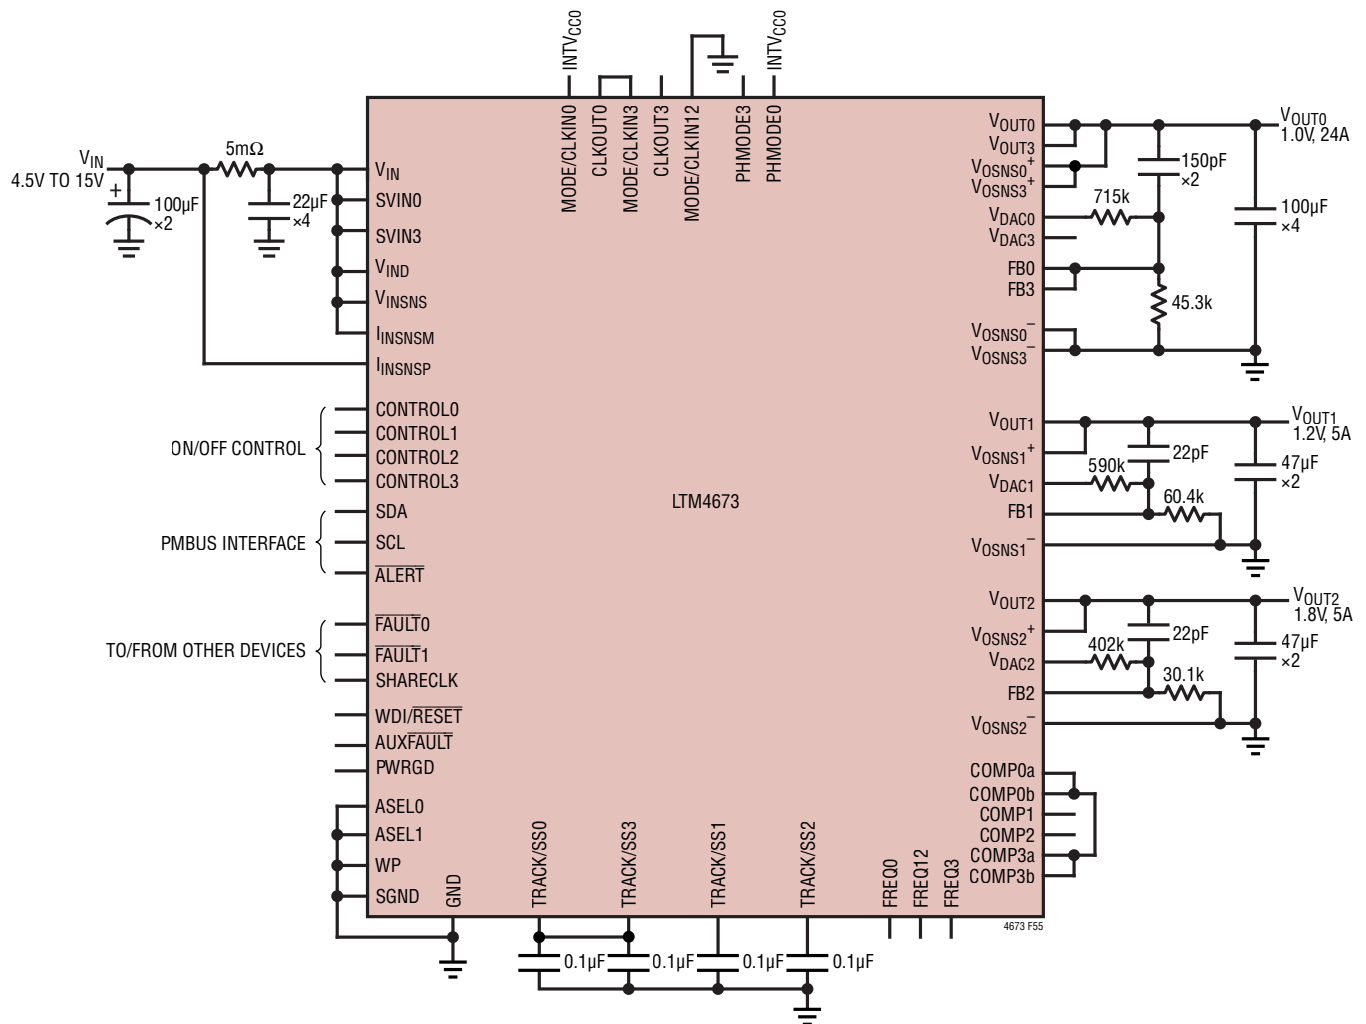 INTVCC0
INTVCC0
MODE/CLKIN0
CLKOUT0
MODE/CLKIN3
CLKOUT3
MODE/CLKIN12
PHMODE3
PHMODE0
VIN
4.5V TO 15V
+
100µF
×2
5mΩ
22µF
×4
VIN
SVIN0
SVIN3
VIND
VINSNS
IINSNSM
IINSNSP
ON/OFF CONTROL
CONTROL0
CONTROL1
CONTROL2
CONTROL3
PMBUS INTERFACE
SDA
SCL
ALERT
TO/FROM OTHER DEVICES
FAULT0
FAULT1
SHARECLK
WDI/RESET
AUXFAULT
PWRGD
ASEL0
ASEL1
WP
SGND
GND
LTM4673
TRACK/SS0
TRACK/SS3
TRACK/SS1
TRACK/SS2
FREQ0
FREQ12
FREQ3
0.1µF
0.1µF
0.1µF
0.1µF
VOUT0
VOUT3
VOSNS0+
VOSNS3+
VDAC0
VDAC3
FB0
FB3
VOSNS0–
VOSNS3–
715k
150pF
×2
45.3k
100µF
×4
VOUT0
1.0V, 24A
VOUT1
VOSNS1+
VDAC1
FB1
VOSNS1–
590k
22pF
60.4k
47µF
×2
VOUT1
1.2V, 5A
VOUT2
VOSNS2+
VDAC2
FB2
VOSNS2–
402k
22pF
30.1k
47µF
×2
VOUT2
1.8V, 5A
COMP0a
COMP0b
COMP1
COMP2
COMP3a
COMP3b
4673 F55